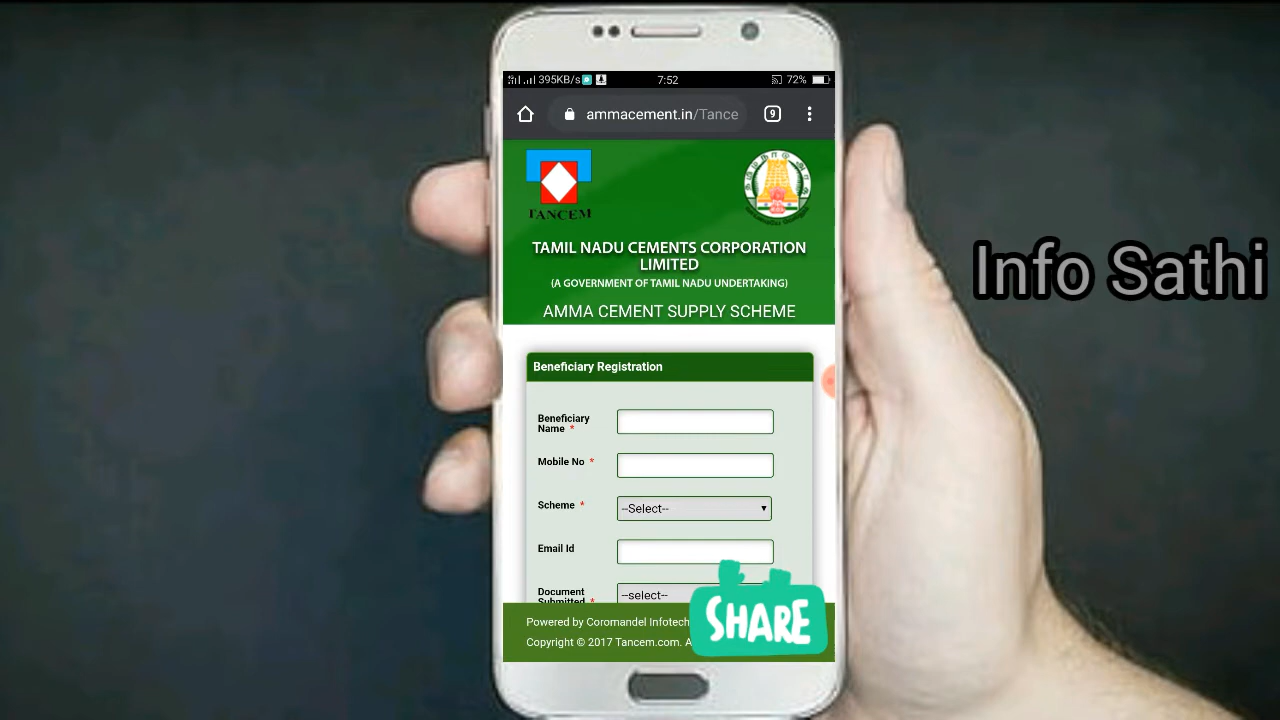 395KB/s
7:52
72%
ammacement.in/Tance
9
TANCEM
TAMIL NADU CEMENTS CORPORATION
LIMITED
(A GOVERNMENT OF TAMIL NADU UNDERTAKING)
AMMA CEMENT SUPPLY SCHEME
Info Sathi
Beneficiary Registration
Beneficiary
Name *
Mobile No *
Scheme *
--Select--
Email Id
Document
Submitted *
--select--
Powered by Coromandel Infotech
Copyright © 2017 Tancem.com. A
SHARE